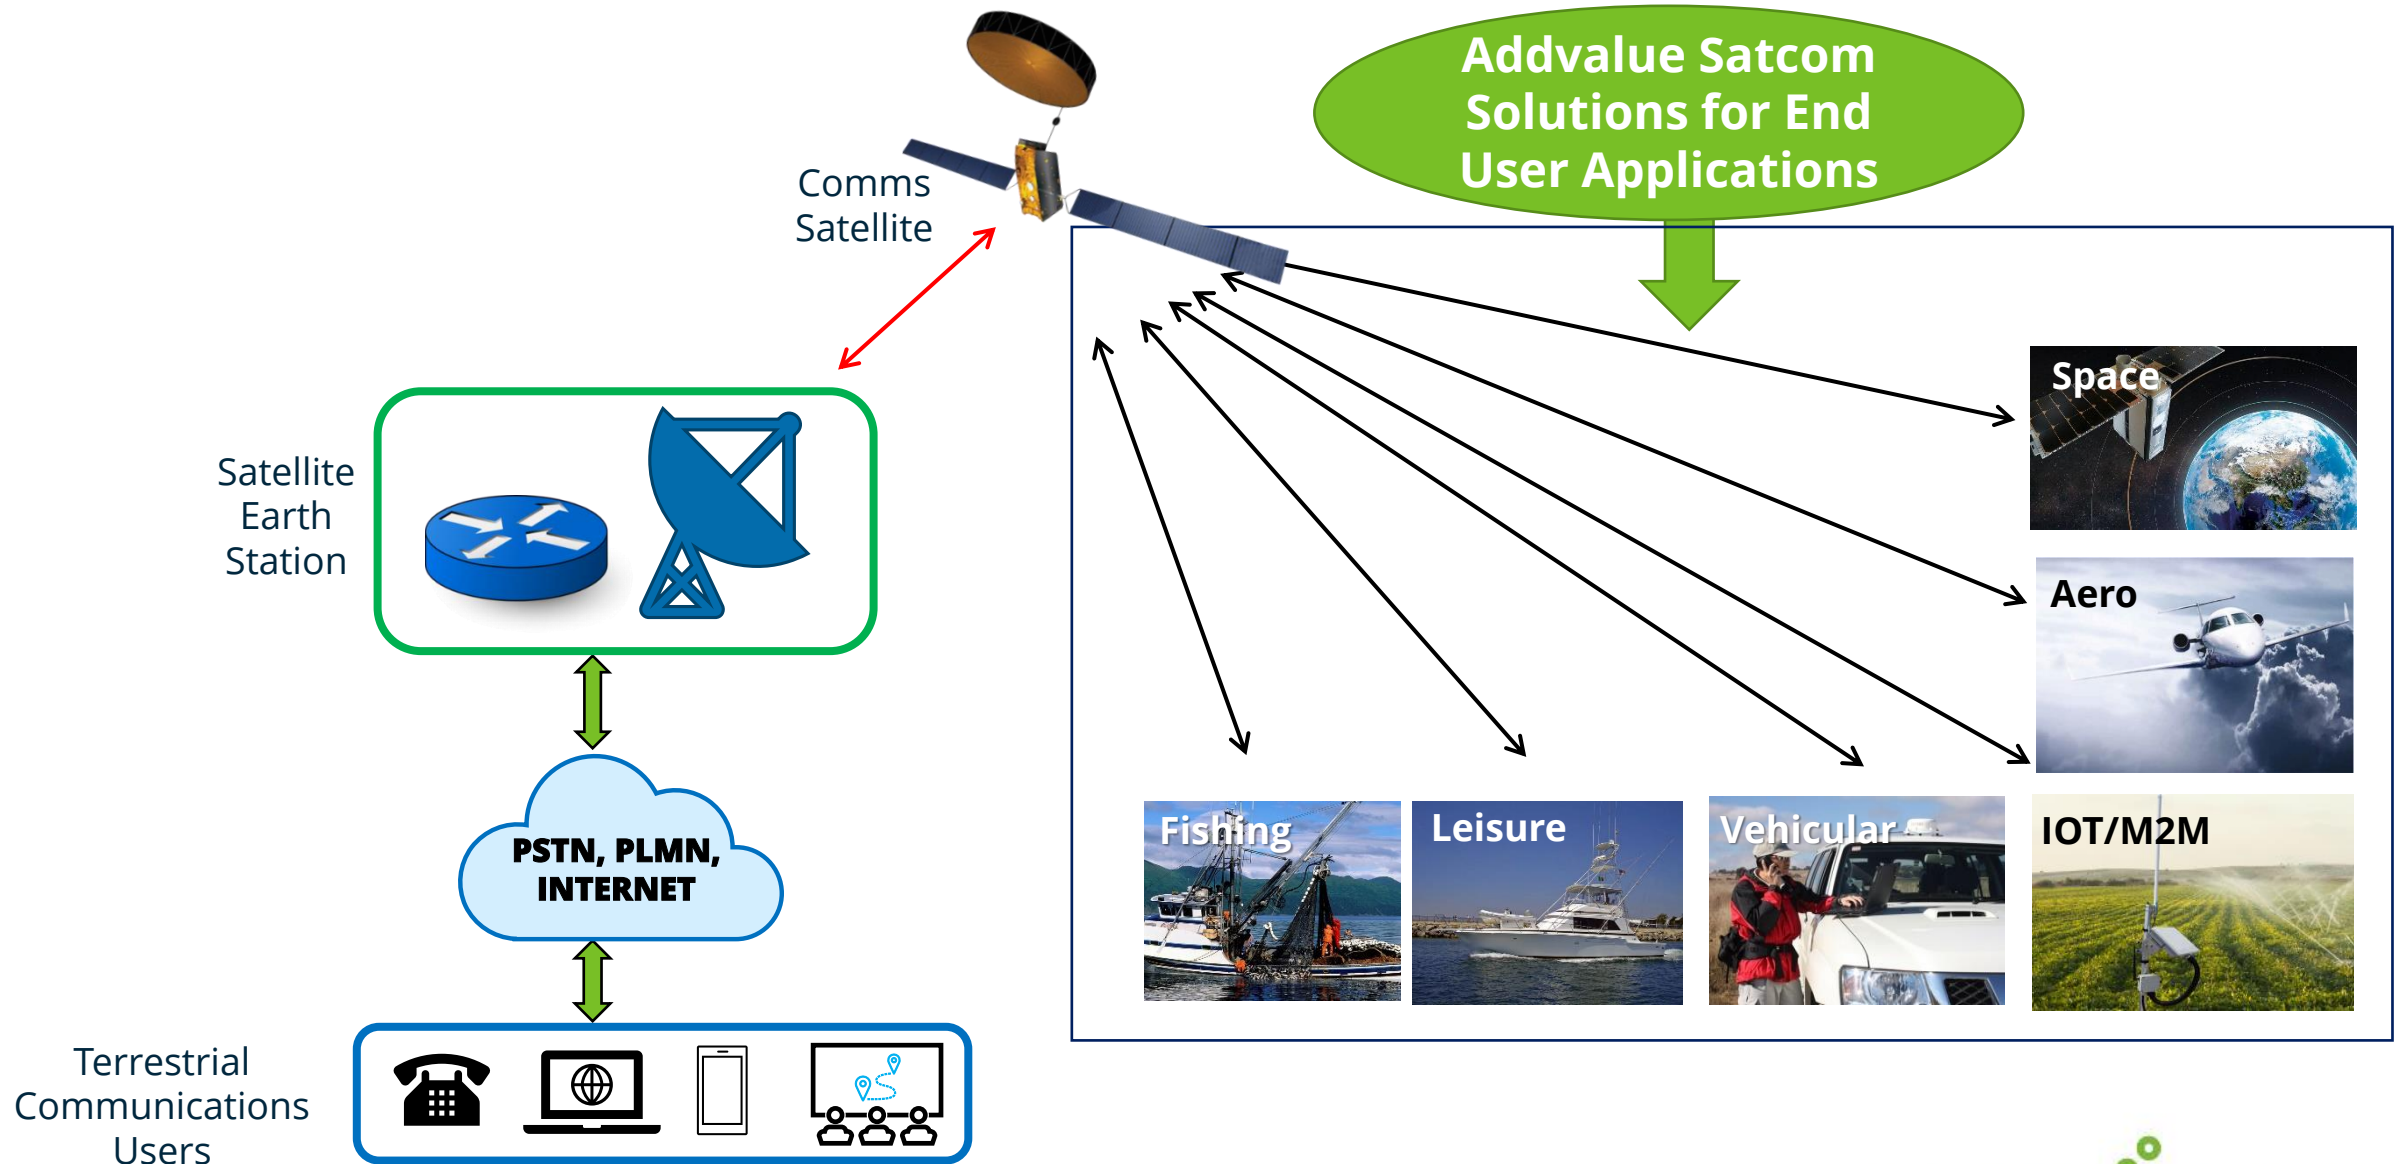 Addvalue Satcom
Solutions for End
User Applications
Comms
Satellite
Space
Satellite
Earth
Station
Aero
PSTN, PLMN,
INTERNET
Fishing
Leisure
Vehicular
IOT/M2M
Terrestrial
Communications
Users